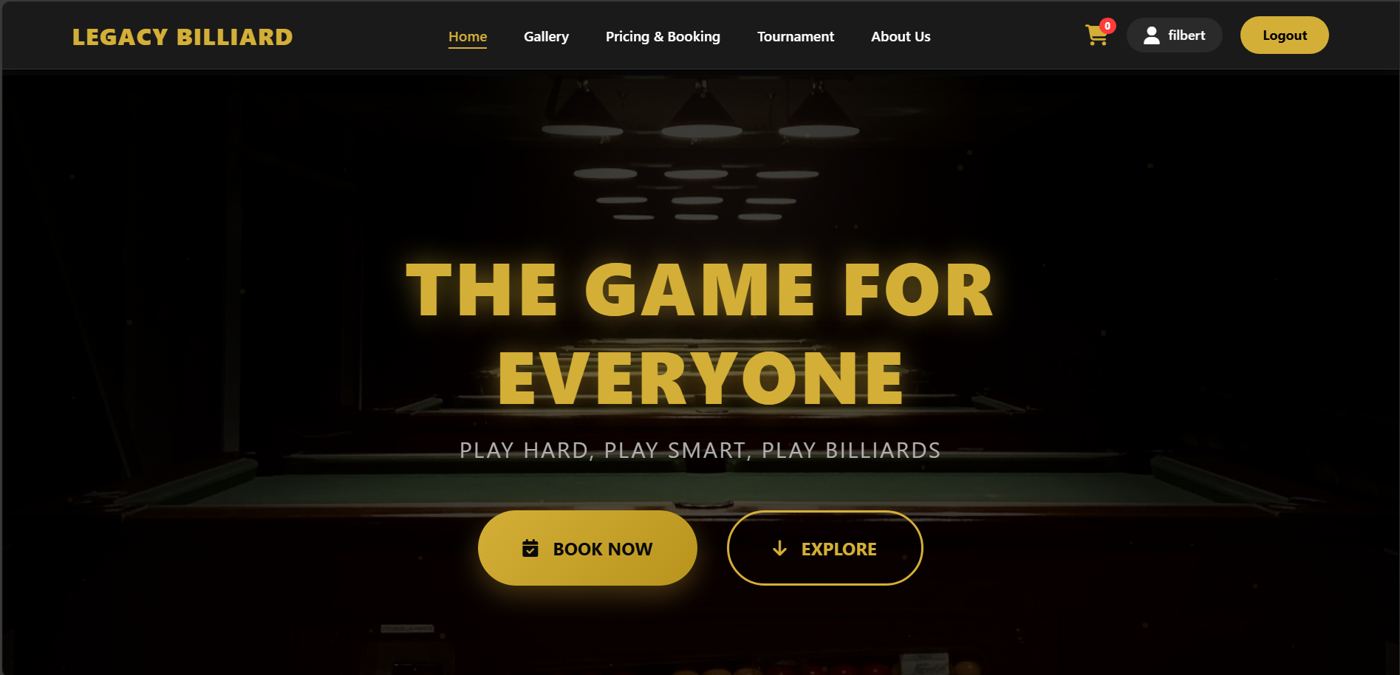 LEGACY BILLIARD
Home
Gallery
Pricing & Booking
Tournament
About Us
0
filbert
Logout
THE GAME FOR
EVERYONE
PLAY HARD, PLAY SMART, PLAY BILLIARDS
BOOK NOW
EXPLORE